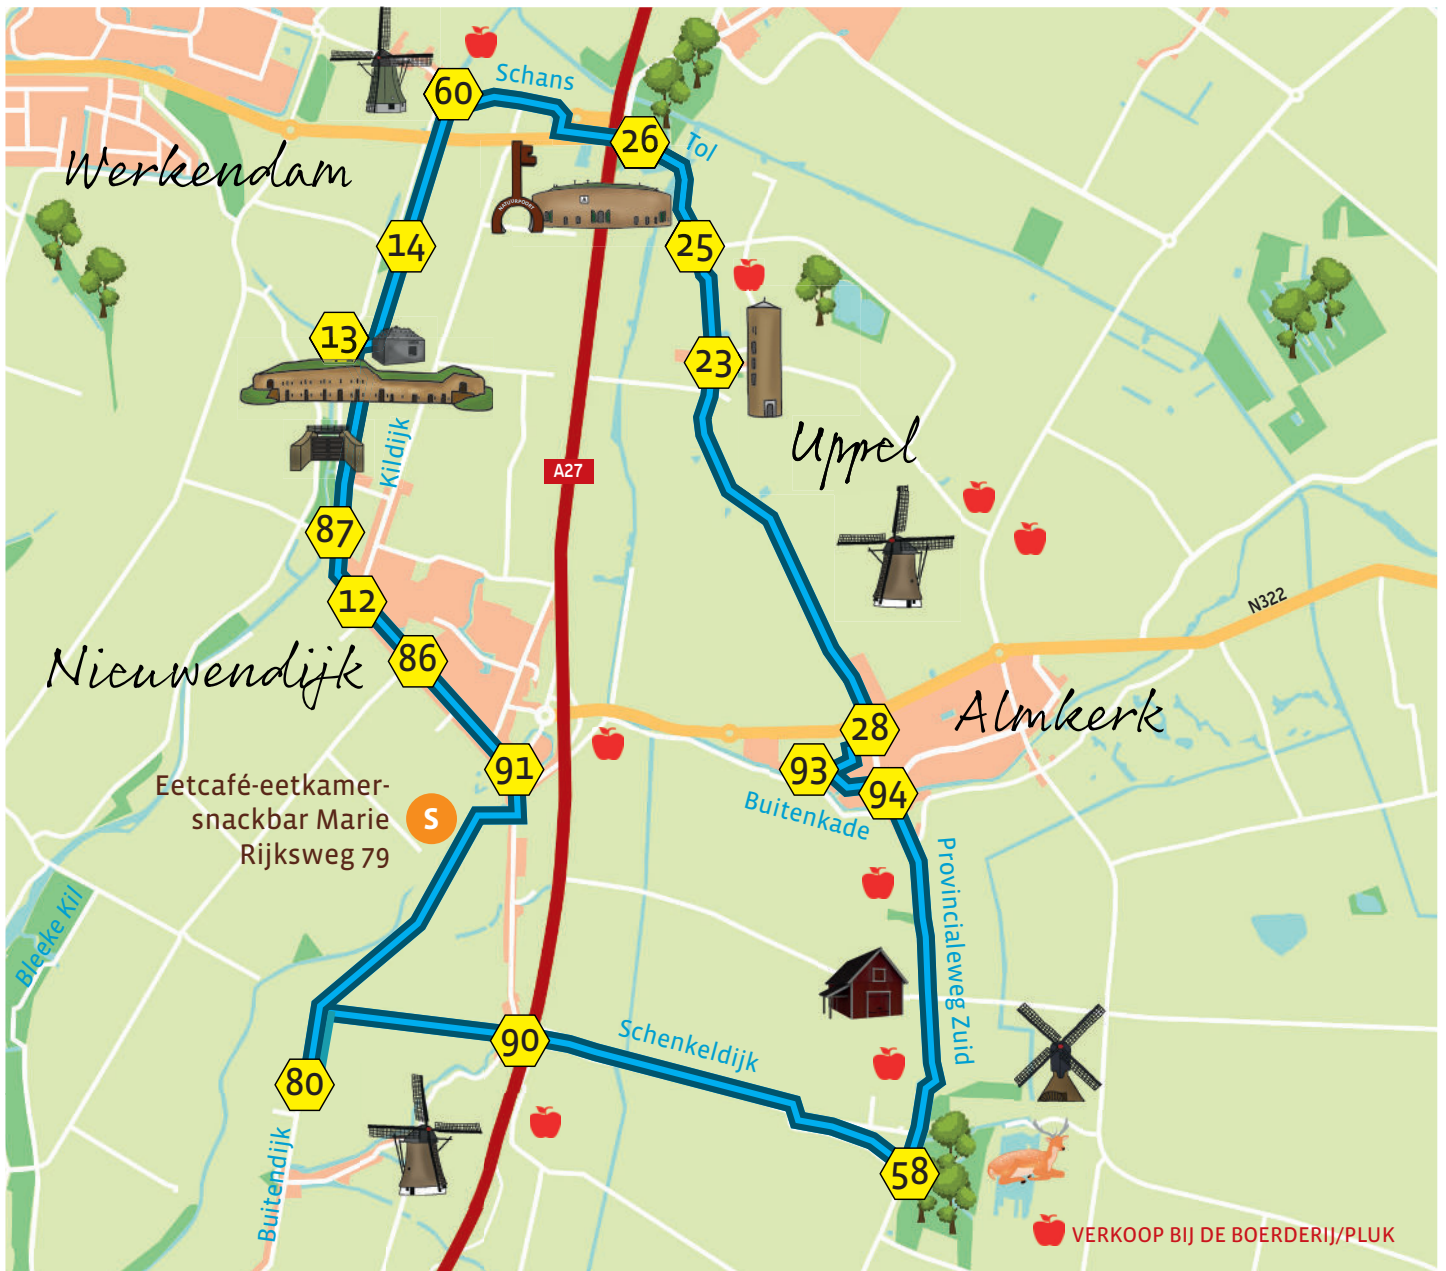 60
Schans
26
Tol
Werkendam
NATUURPOORT
14
25
13
23
Kildijk
Uppel
A27
87
12
N322
86
Nieuwendijk
Almkerk
28
91
93
94
Eetcafé-eetkamer-
snackbar Marie
Rijksweg 79
S
Buitenkade
Provincialeweg Zuid
Bleeke Kil
90
Schenkeldijk
80
Buitendijk
58
VERKOOP BIJ DE BOERDERIJ/PLUK